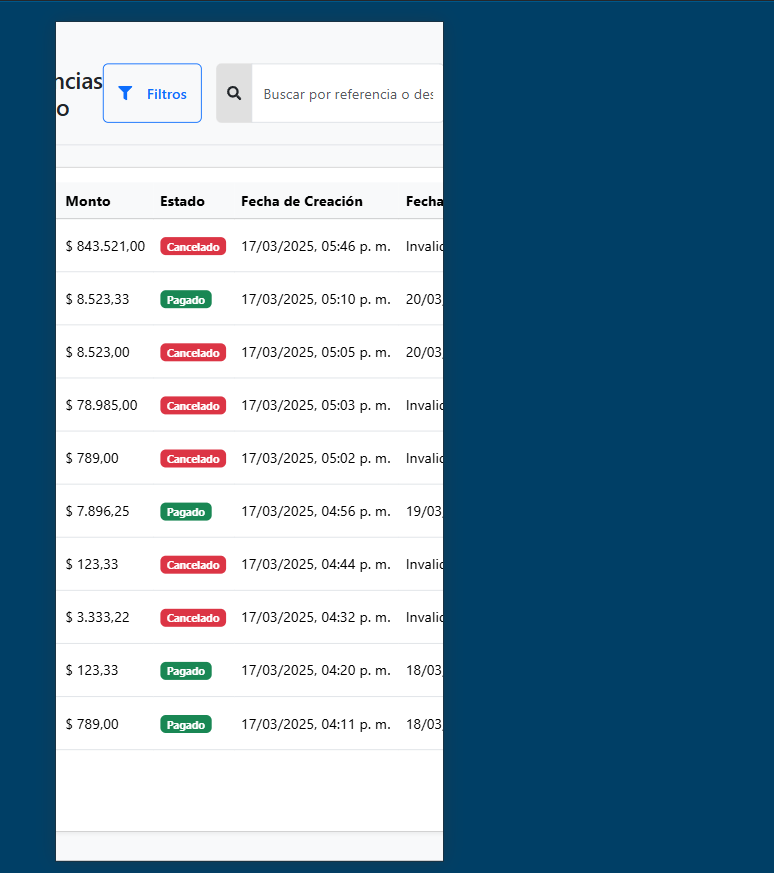 ncias
o
Filtros
Buscar por referencia o des
Monto Estado Fecha de Creación Fecha
$ 843.521,00 Cancelado 17/03/2025, 05:46 p. m. Invalid
$ 8.523,33 Pagado 17/03/2025, 05:10 p. m. 20/03
$ 8.523,00 Cancelado 17/03/2025, 05:05 p. m. 20/03
$ 78.985,00 Cancelado 17/03/2025, 05:03 p. m. Invalid
$ 789,00 Cancelado 17/03/2025, 05:02 p. m. Invalid
$ 7.896,25 Pagado 17/03/2025, 04:56 p. m. 19/03
$ 123,33 Cancelado 17/03/2025, 04:44 p. m. Invalid
$ 3.333,22 Cancelado 17/03/2025, 04:32 p. m. Invalid
$ 123,33 Pagado 17/03/2025, 04:20 p. m. 18/03
$ 789,00 Pagado 17/03/2025, 04:11 p. m. 18/03